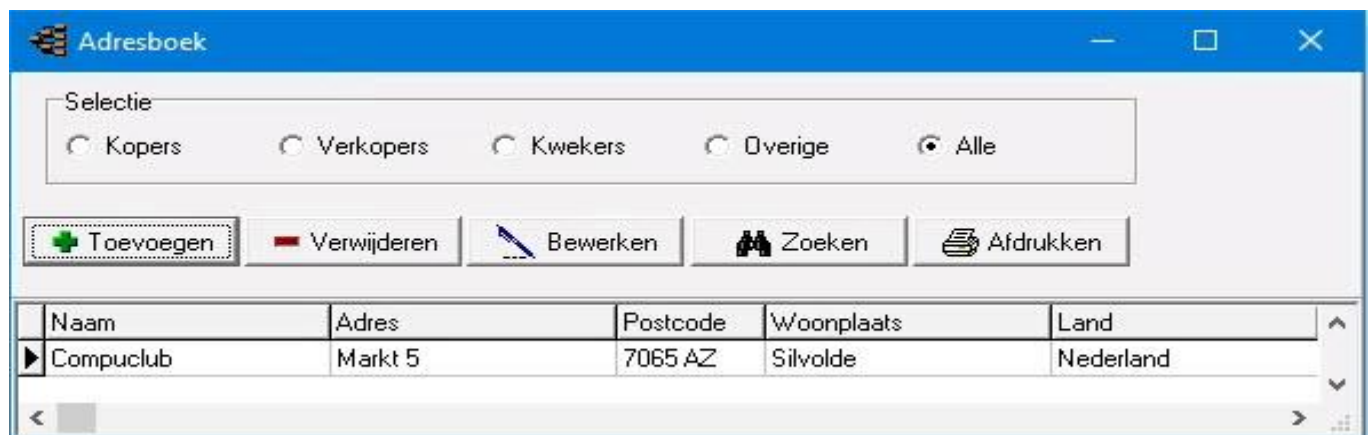 Adresboek
Selectie
Kopers Verkopers Kwekers Overige Alle
Toevoegen Verwijderen Bewerken Zoeken Afdrukken
Naam Adres Postcode Woonplaats Land
Compuclub Markt 5 7065 AZ Silvolde Nederland